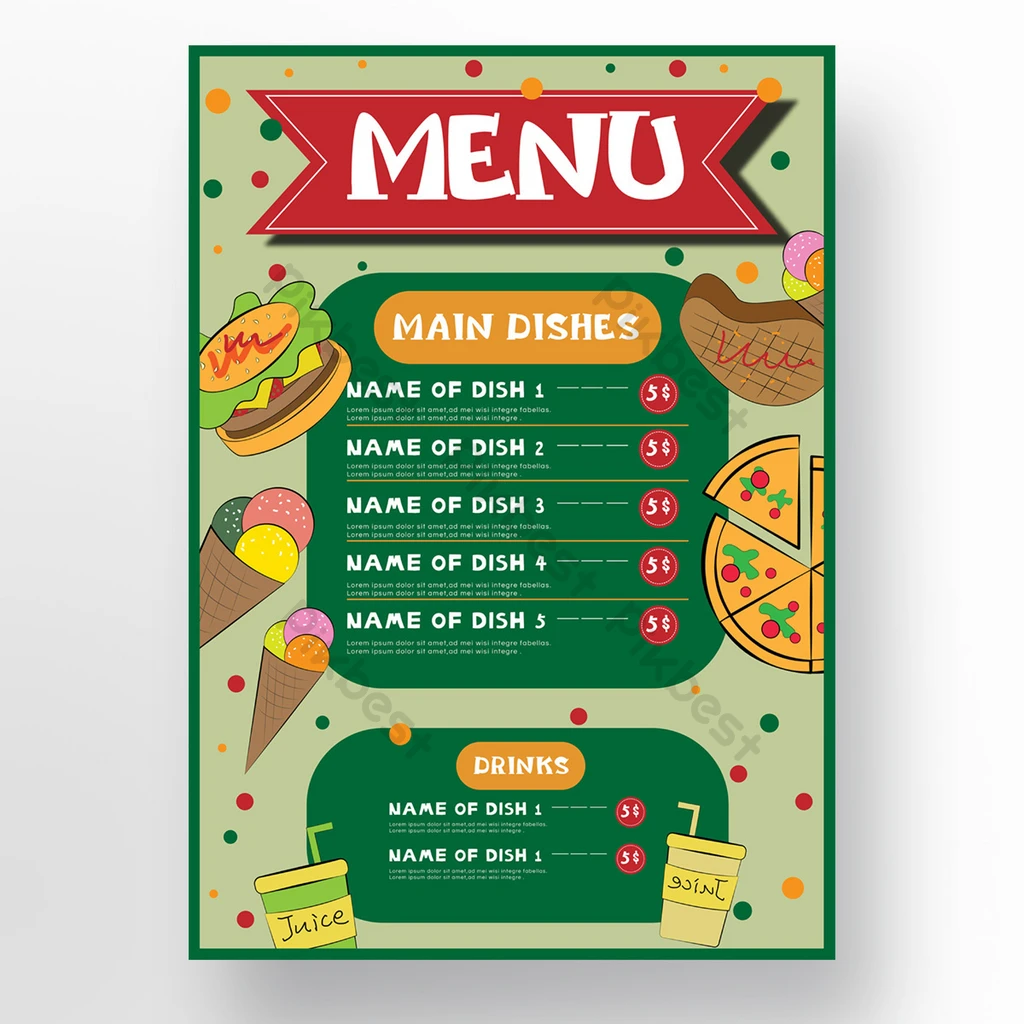 MENU
MAIN DISHES
NAME OF DISH 1 5$
Lorem ipsum dolor sit amet,ad mei wisi integre fabellas.
Lorem ipsum dolor sit amet,ad mei wisi integre .
NAME OF DISH 2 5$
Lorem ipsum dolor sit amet,ad mei wisi integre fabellas.
Lorem ipsum dolor sit amet,ad mei wisi integre .
NAME OF DISH 3 5$
Lorem ipsum dolor sit amet,ad mei wisi integre fabellas.
Lorem ipsum dolor sit amet,ad mei wisi integre .
NAME OF DISH 4 5$
Lorem ipsum dolor sit amet,ad mei wisi integre fabellas.
Lorem ipsum dolor sit amet,ad mei wisi integre .
NAME OF DISH 5 5$
Lorem ipsum dolor sit amet,ad mei wisi integre fabellas.
Lorem ipsum dolor sit amet,ad mei wisi integre .
DRINKS
NAME OF DISH 1 5$
Lorem ipsum dolor sit amet,ad mei wisi integre fabellas.
Lorem ipsum dolor sit amet,ad mei wisi integre .
NAME OF DISH 1 5$
Lorem ipsum dolor sit amet,ad mei wisi integre fabellas.
Lorem ipsum dolor sit amet,ad mei wisi integre .
Juice
Juice
pikbest
pikbest
pikbest
pikbest
pikbest